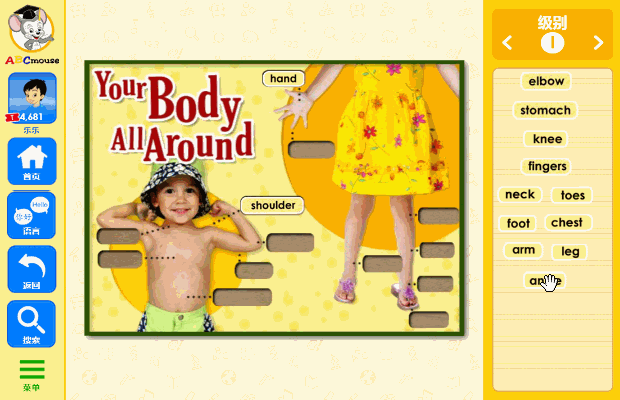 ABCmouse
1
4,681
乐乐
首页
Hello
你好
语言
返回
搜索
菜单
Your
Body
All Around
hand
shoulder
级别
1
elbow
stomach
knee
fingers
neck
toes
foot
chest
arm
leg